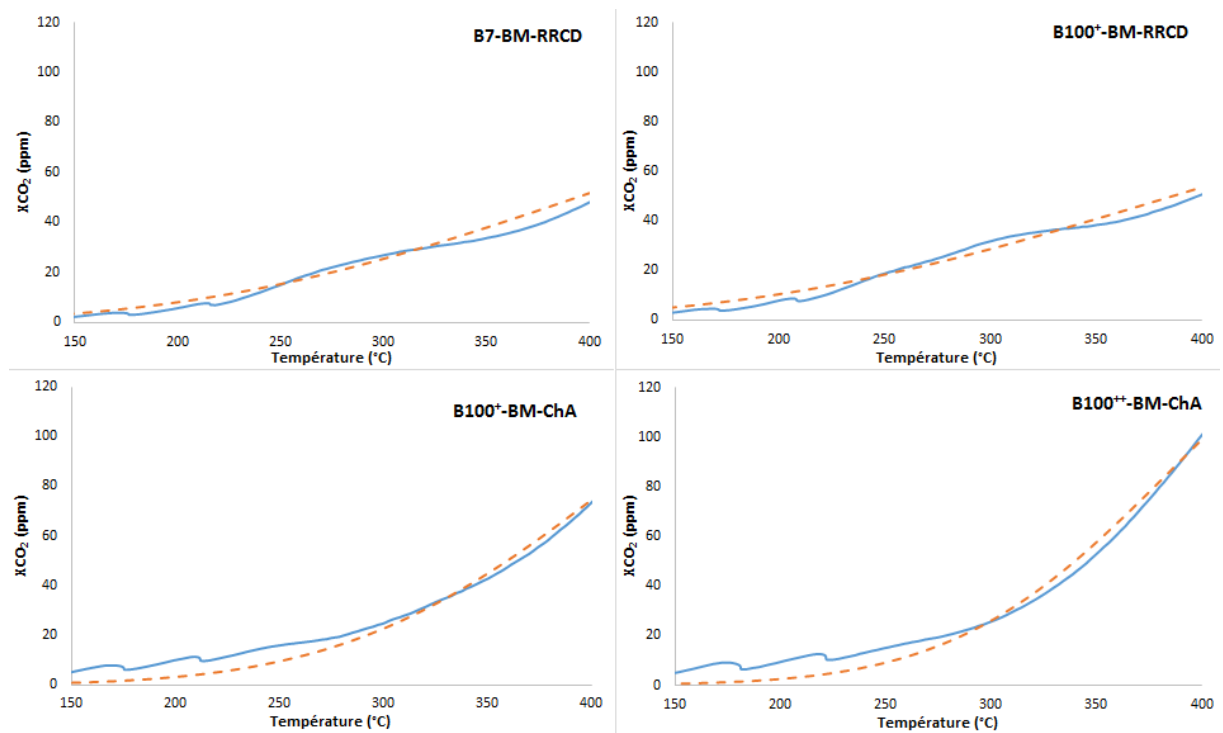 B7-BM-RRCD
120
100
80
60
40
20
0
XCO₂ (ppm)
150 200 250 300 350 400
Température (°C)
B100⁺-BM-RRCD
120
100
80
60
40
20
0
XCO₂ (ppm)
150 200 250 300 350 400
Température (°C)
B100⁺-BM-ChA
120
100
80
60
40
20
0
XCO₂ (ppm)
150 200 250 300 350 400
Température (°C)
B100⁺⁺-BM-ChA
120
100
80
60
40
20
0
XCO₂ (ppm)
150 200 250 300 350 400
Température (°C)